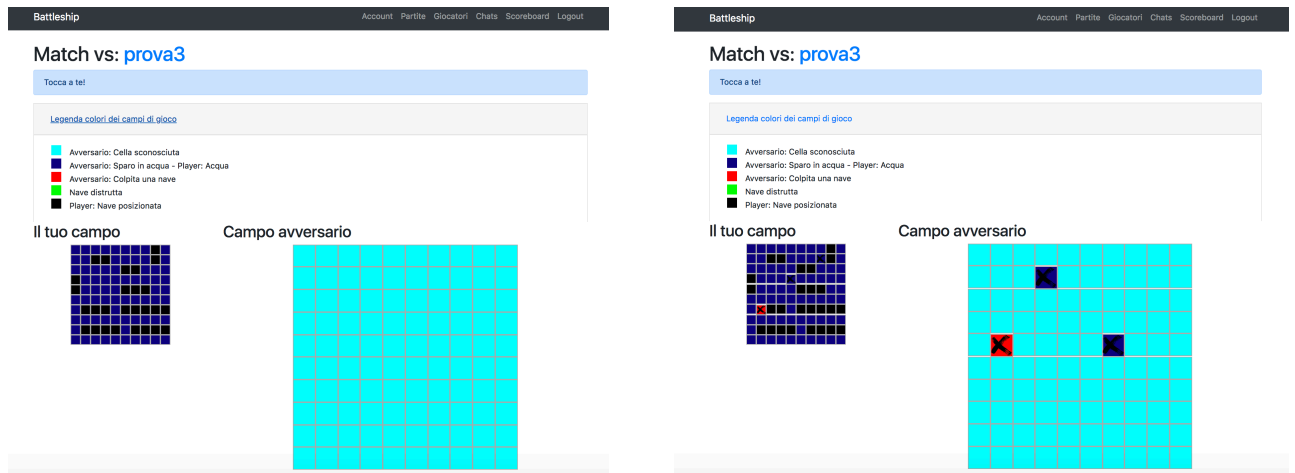 Battleship Account Partite Giocatori Chats Scoreboard Logout
Match vs: prova3
Tocca a te!
Legenda colori dei campi di gioco
Avversario: Cella sconosciuta
Avversario: Sparo in acqua - Player: Acqua
Avversario: Colpita una nave
Nave distrutta
Player: Nave posizionata
Il tuo campo Campo avversario
Battleship Account Partite Giocatori Chats Scoreboard Logout
Match vs: prova3
Tocca a te!
Legenda colori dei campi di gioco
Avversario: Cella sconosciuta
Avversario: Sparo in acqua - Player: Acqua
Avversario: Colpita una nave
Nave distrutta
Player: Nave posizionata
Il tuo campo Campo avversario